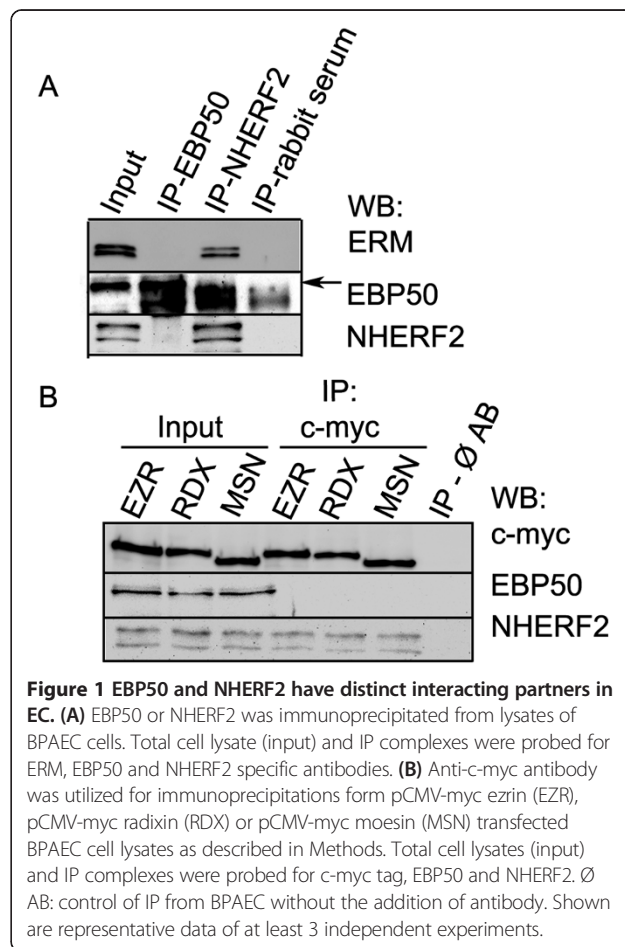 A
Input
IP-EBP50
IP-NHERF2
IP-rabbit serum
WB:
ERM
EBP50
NHERF2
B
IP:
Input
c-myc
EZR
RDX
MSN
EZR
RDX
MSN
IP - Ø AB
WB:
c-myc
EBP50
NHERF2
Figure 1 EBP50 and NHERF2 have distinct interacting partners in
EC. (A) EBP50 or NHERF2 was immunoprecipitated from lysates of
BPAEC cells. Total cell lysate (input) and IP complexes were probed for
ERM, EBP50 and NHERF2 specific antibodies. (B) Anti-c-myc antibody
was utilized for immunoprecipitations form pCMV-myc ezrin (EZR),
pCMV-myc radixin (RDX) or pCMV-myc moesin (MSN) transfected
BPAEC cell lysates as described in Methods. Total cell lysates (input)
and IP complexes were probed for c-myc tag, EBP50 and NHERF2. Ø
AB: control of IP from BPAEC without the addition of antibody. Shown
are representative data of at least 3 independent experiments.